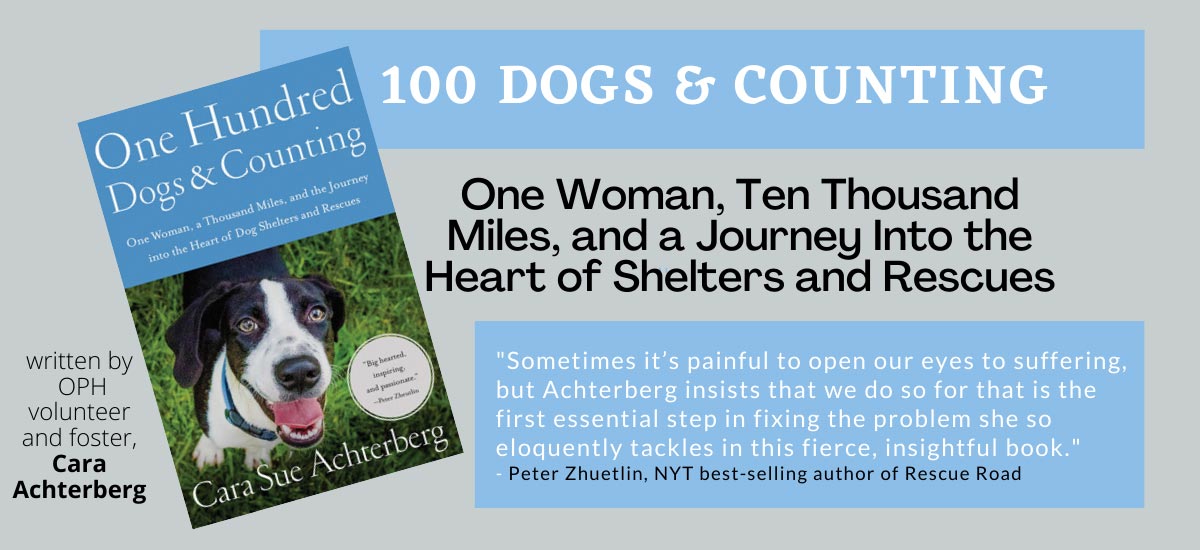 100 DOGS & COUNTING
One Hundred
Dogs & Counting
One Woman, a Thousand Miles, and the Journey
into the Heart of Dog Shelters and Rescues
"Big hearted,
inspiring,
and passionate."
—Peter Zheutlin
Cara Sue Achterberg
One Woman, Ten Thousand
Miles, and a Journey Into the
Heart of Shelters and Rescues
written by
OPH
volunteer
and foster,
Cara
Achterberg
"Sometimes it’s painful to open our eyes to suffering,
but Achterberg insists that we do so for that is the
first essential step in fixing the problem she so
eloquently tackles in this fierce, insightful book."
- Peter Zhuetlin, NYT best-selling author of Rescue Road